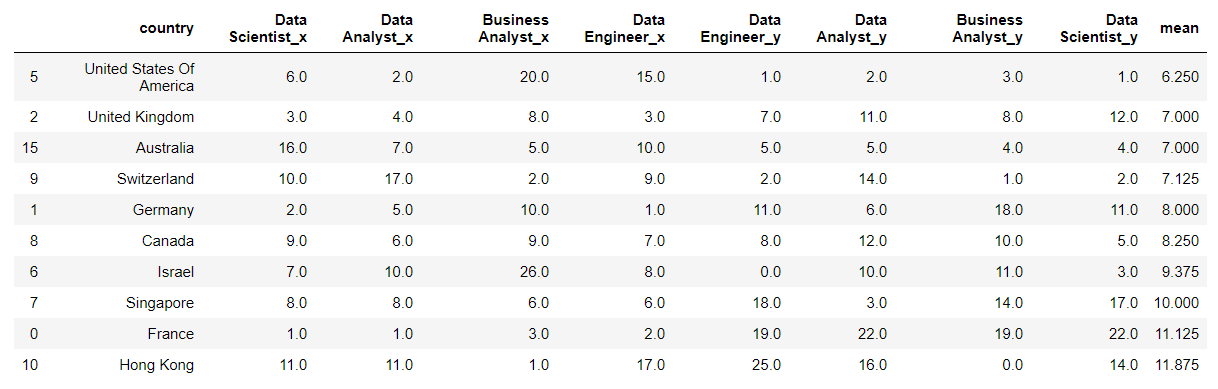 country Data Scientist_x Data Analyst_x Business Analyst_x Data Engineer_x Data Engineer_y Data Analyst_y Business Analyst_y Data Scientist_y mean
5 United States Of America 6.0 2.0 20.0 15.0 1.0 2.0 3.0 1.0 6.250
2 United Kingdom 3.0 4.0 8.0 3.0 7.0 11.0 8.0 12.0 7.000
15 Australia 16.0 7.0 5.0 10.0 5.0 5.0 4.0 4.0 7.000
9 Switzerland 10.0 17.0 2.0 9.0 2.0 14.0 1.0 2.0 7.125
1 Germany 2.0 5.0 10.0 1.0 11.0 6.0 18.0 11.0 8.000
8 Canada 9.0 6.0 9.0 7.0 8.0 12.0 10.0 5.0 8.250
6 Israel 7.0 10.0 26.0 8.0 0.0 10.0 11.0 3.0 9.375
7 Singapore 8.0 8.0 6.0 6.0 18.0 3.0 14.0 17.0 10.000
0 France 1.0 1.0 3.0 2.0 19.0 22.0 19.0 22.0 11.125
10 Hong Kong 11.0 11.0 1.0 17.0 25.0 16.0 0.0 14.0 11.875